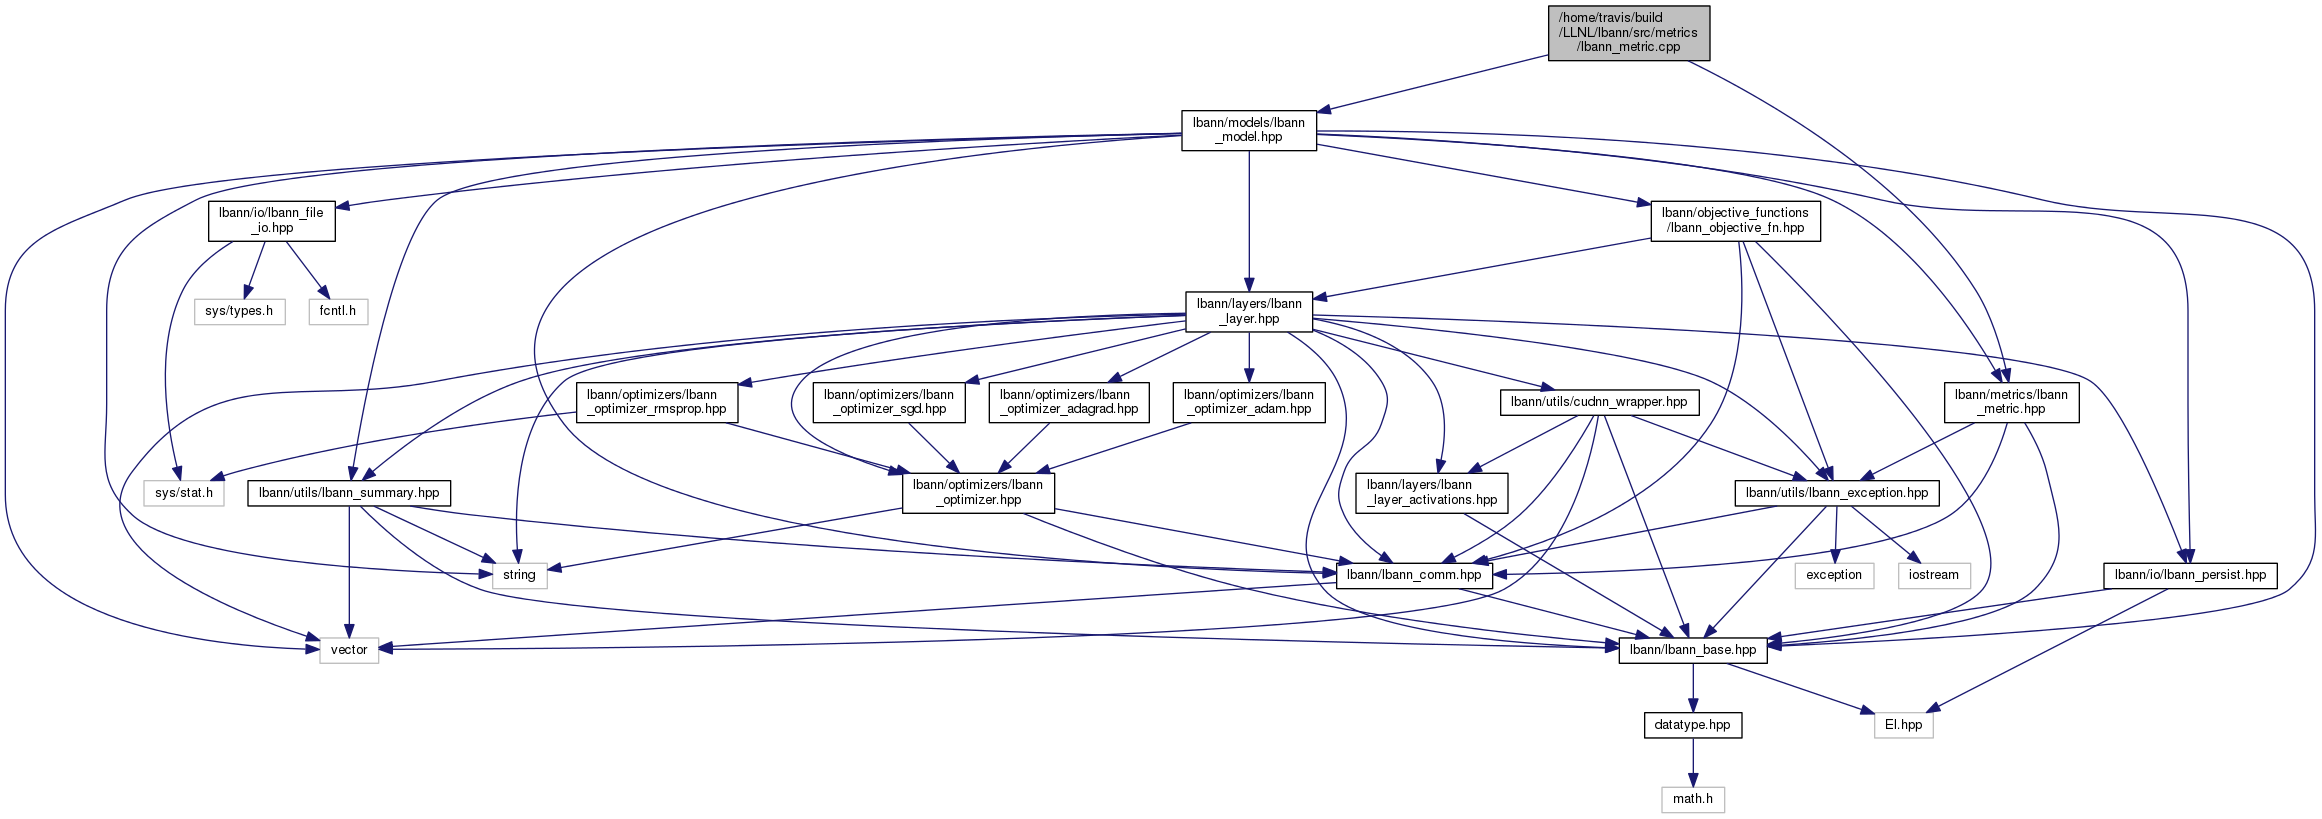 /home/travis/build
/LLNL/lbann/src/metrics
/lbann_metric.cpp
lbann/models/lbann
_model.hpp
lbann/io/lbann_file
_io.hpp
lbann/objective_functions
/lbann_objective_fn.hpp
sys/types.h
fcntl.h
lbann/layers/lbann
_layer.hpp
lbann/optimizers/lbann
_optimizer_rmsprop.hpp
lbann/optimizers/lbann
_optimizer_sgd.hpp
lbann/optimizers/lbann
_optimizer_adagrad.hpp
lbann/optimizers/lbann
_optimizer_adam.hpp
lbann/utils/cudnn_wrapper.hpp
lbann/metrics/lbann
_metric.hpp
sys/stat.h
lbann/utils/lbann_summary.hpp
lbann/optimizers/lbann
_optimizer.hpp
lbann/layers/lbann
_layer_activations.hpp
lbann/utils/lbann_exception.hpp
string
lbann/lbann_comm.hpp
exception
iostream
lbann/io/lbann_persist.hpp
vector
lbann/lbann_base.hpp
datatype.hpp
El.hpp
math.h